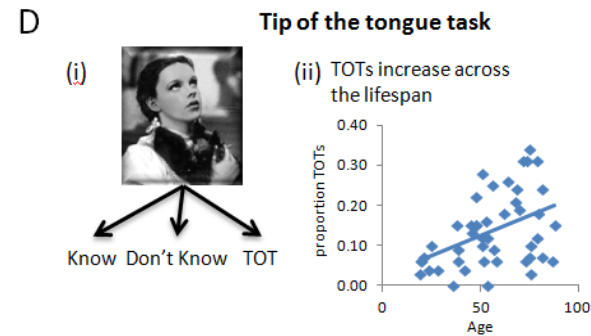 D
Tip of the tongue task
(i)
Know Don't Know TOT
(ii) TOTs increase across
the lifespan
proportion TOTs
0.40
0.30
0.20
0.10
0.00
0 50 100
Age